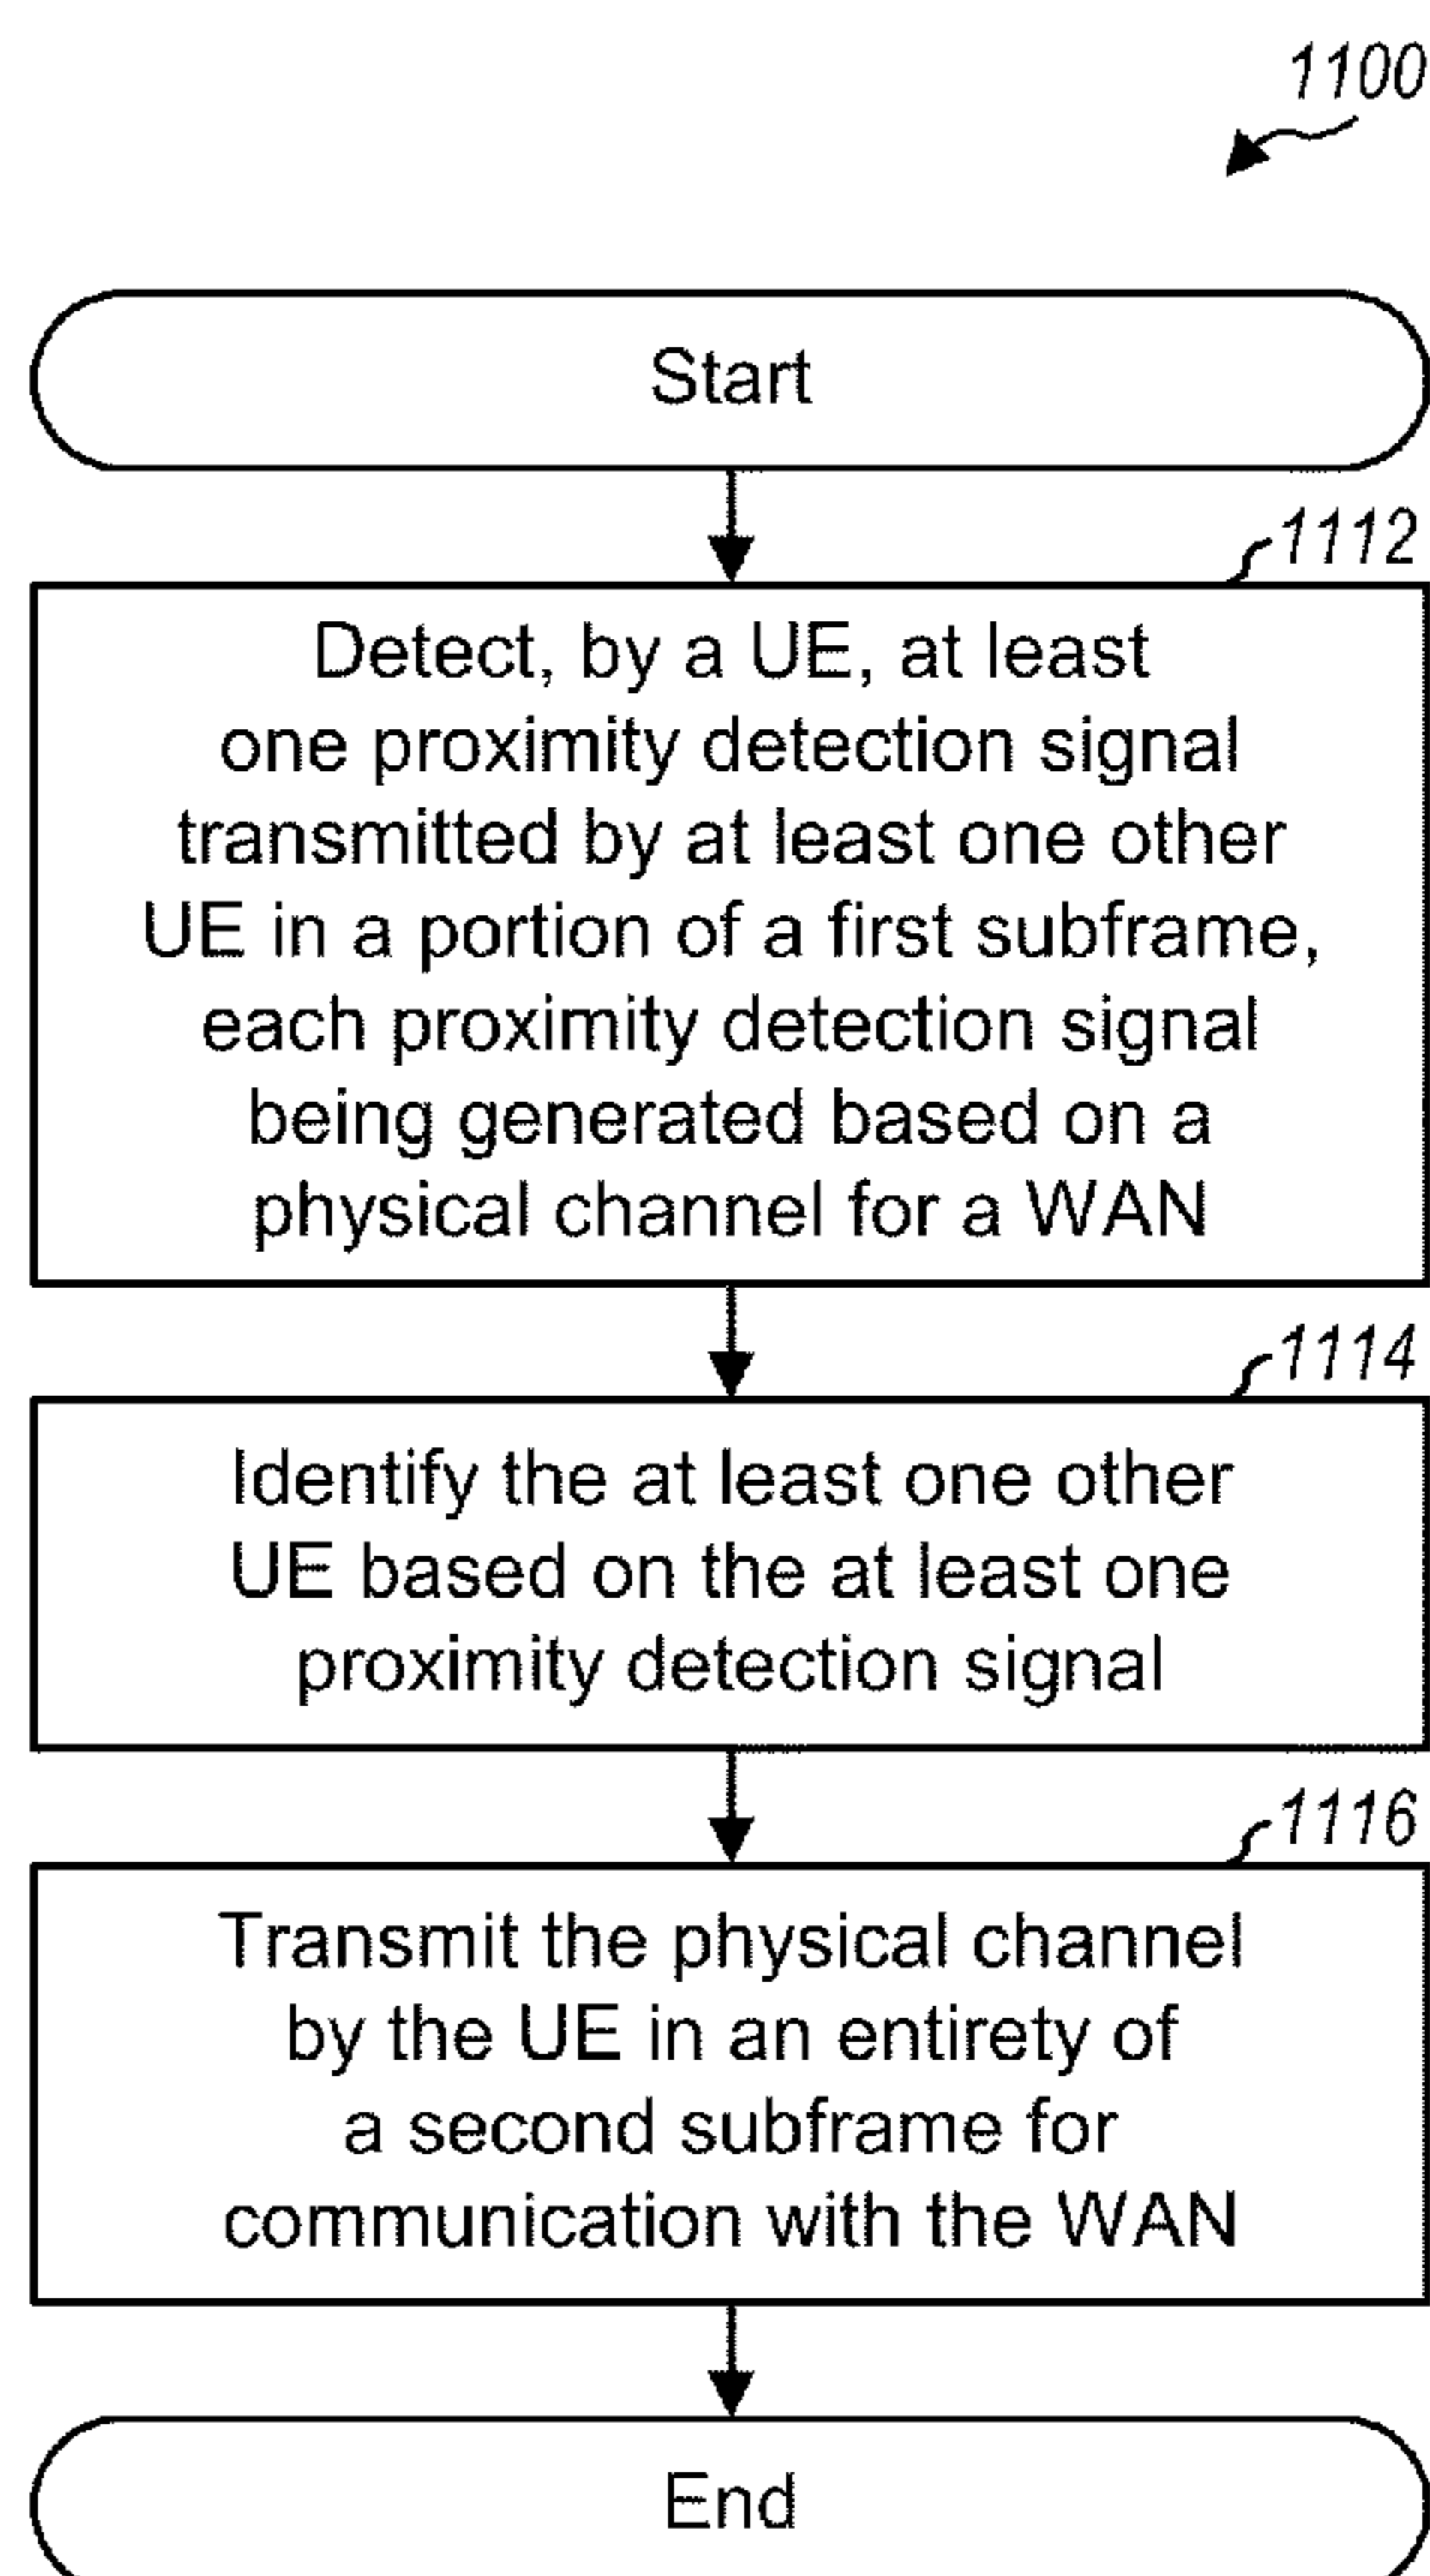 1100
Start
1112
Detect, by a UE, at least
one proximity detection signal
transmitted by at least one other
UE in a portion of a first subframe,
each proximity detection signal
being generated based on a
physical channel for a WAN
1114
Identify the at least one other
UE based on the at least one
proximity detection signal
1116
Transmit the physical channel
by the UE in an entirety of
a second subframe for
communication with the WAN
End